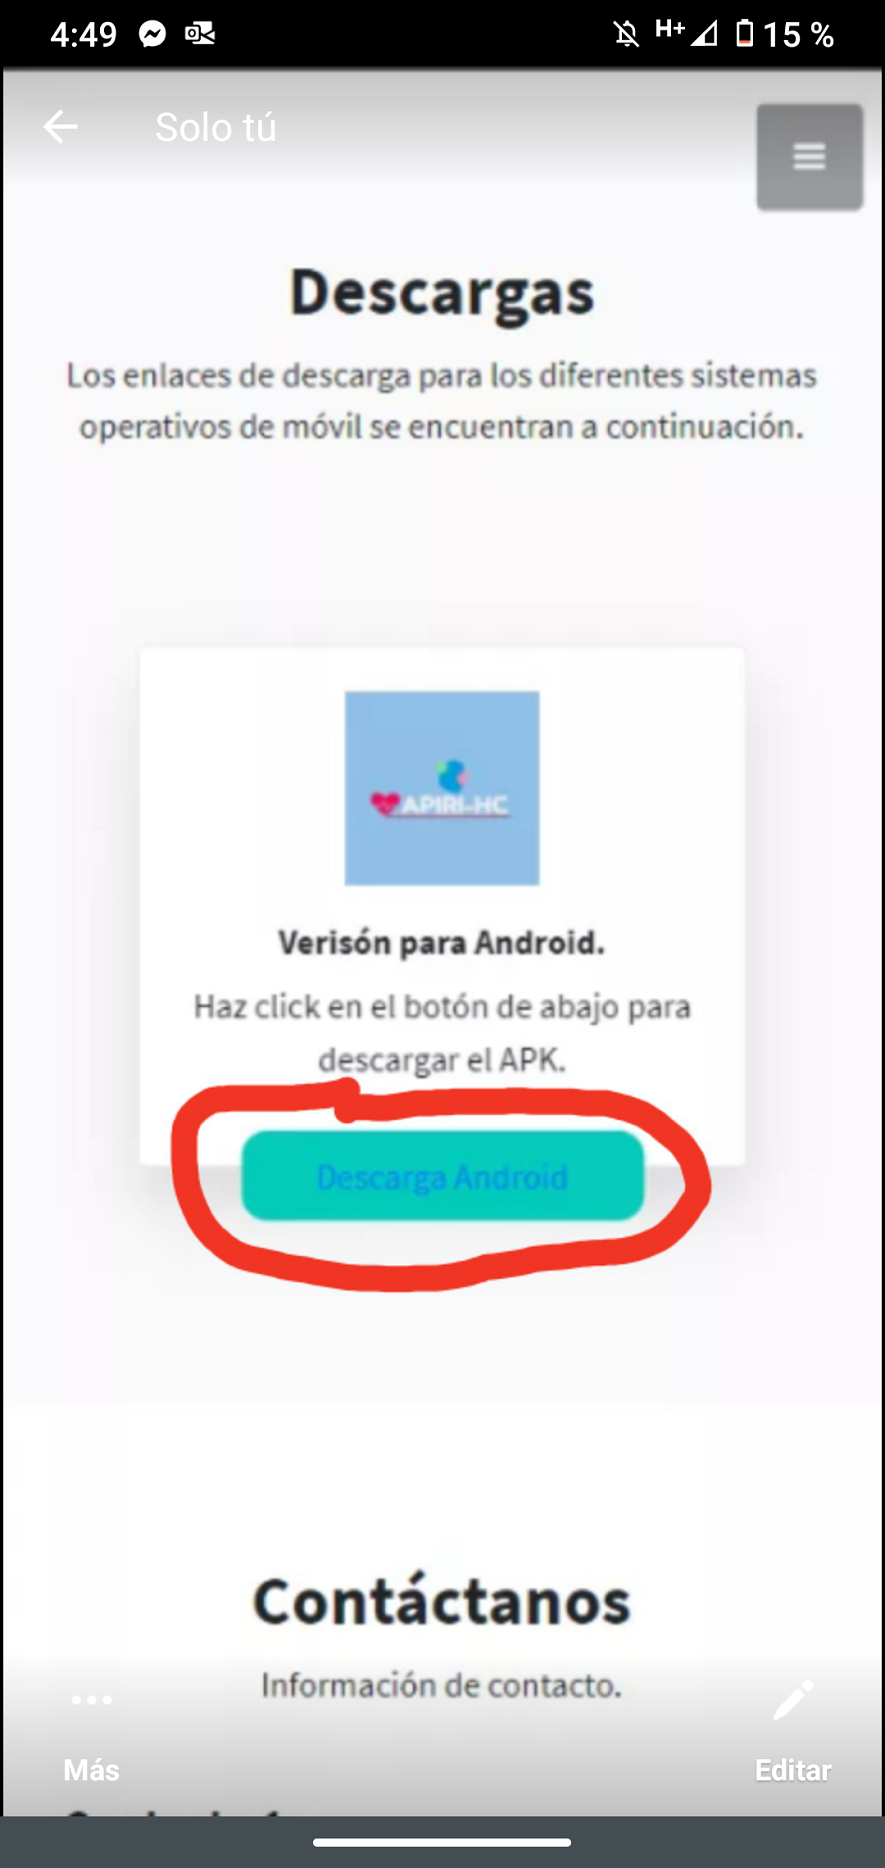 4:49 H+ 15 %
Solo tú
Descargas
Los enlaces de descarga para los diferentes sistemas
operativos de móvil se encuentran a continuación.
APIRI-HC
Verisón para Android.
Haz click en el botón de abajo para
descargar el APK.
Descarga Android
Contáctanos
Información de contacto.
Más Editar